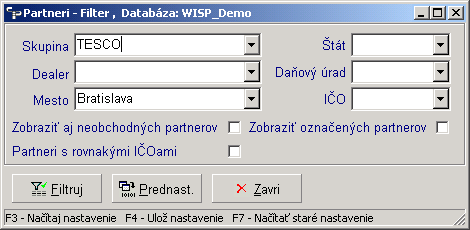 Partneri - Filter , Databáza: WISP_Demo
Skupina TESCO Štát
Dealer Daňový úrad
Mesto Bratislava IČO
Zobraziť aj neobchodných partnerov Zobraziť označených partnerov
Partneri s rovnakými IČOami
Filtruj Prednast. Zavri
F3 - Načítaj nastavenie F4 - Ulož nastavenie F7 - Načítať staré nastavenie